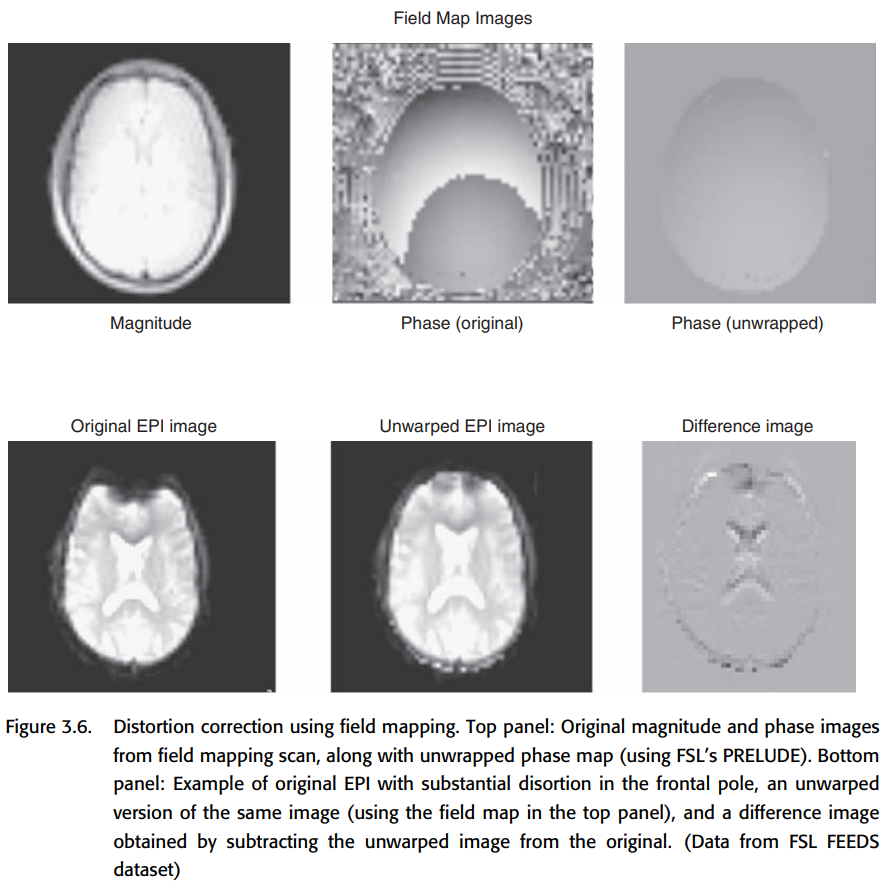 Field Map Images
Magnitude
Phase (original)
Phase (unwrapped)
Original EPI image
Unwarped EPI image
Difference image
Figure 3.6. Distortion correction using field mapping. Top panel: Original magnitude and phase images
from field mapping scan, along with unwrapped phase map (using FSL's PRELUDE). Bottom
panel: Example of original EPI with substantial disortion in the frontal pole, an unwarped
version of the same image (using the field map in the top panel), and a difference image
obtained by subtracting the unwarped image from the original. (Data from FSL FEEDS
dataset)